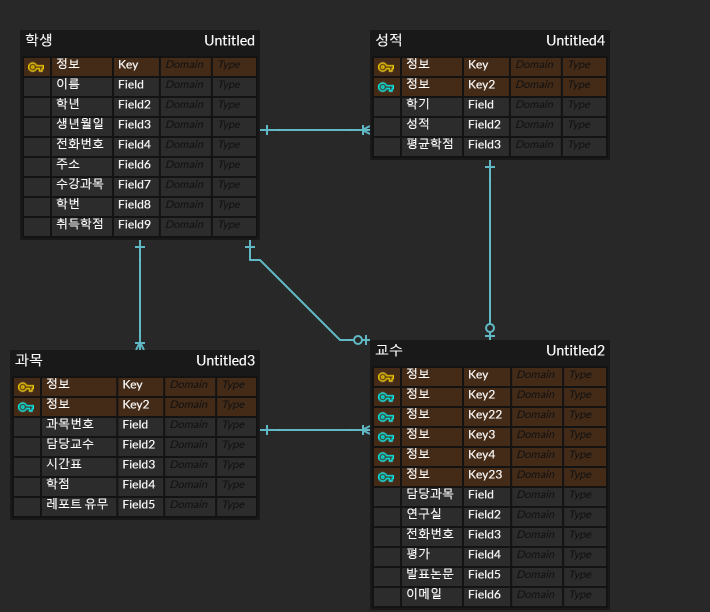 학생 Untitled
정보 Key Domain Type
이름 Field Domain Type
학년 Field2 Domain Type
생년월일 Field3 Domain Type
전화번호 Field4 Domain Type
주소 Field6 Domain Type
수강과목 Field7 Domain Type
학번 Field8 Domain Type
취득학점 Field9 Domain Type
성적 Untitled4
정보 Key Domain Type
정보 Key2 Domain Type
학기 Field Domain Type
성적 Field2 Domain Type
평균학점 Field3 Domain Type
과목 Untitled3
정보 Key Domain Type
정보 Key2 Domain Type
과목번호 Field Domain Type
담당교수 Field2 Domain Type
시간표 Field3 Domain Type
학점 Field4 Domain Type
레포트 유무 Field5 Domain Type
교수 Untitled2
정보 Key Domain Type
정보 Key2 Domain Type
정보 Key22 Domain Type
정보 Key3 Domain Type
정보 Key4 Domain Type
정보 Key23 Domain Type
담당과목 Field Domain Type
연구실 Field2 Domain Type
전화번호 Field3 Domain Type
평가 Field4 Domain Type
발표논문 Field5 Domain Type
이메일 Field6 Domain Type